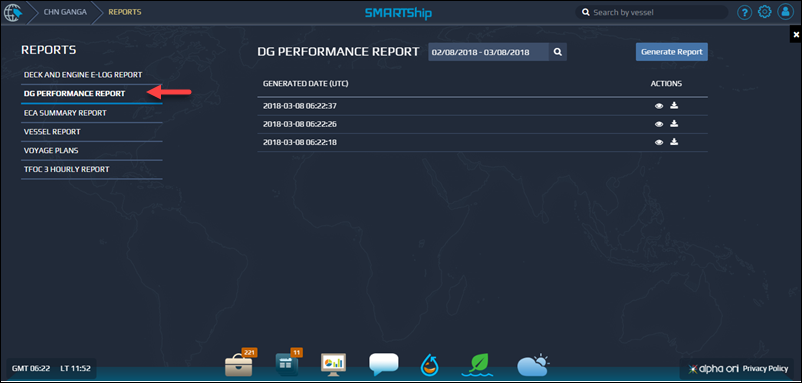 CHN GANGA REPORTS SMARTShip Search by vessel ?
REPORTS
DECK AND ENGINE E-LOG REPORT
DG PERFORMANCE REPORT
ECA SUMMARY REPORT
VESSEL REPORT
VOYAGE PLANS
TFOC 3 HOURLY REPORT
DG PERFORMANCE REPORT 02/08/2018 - 03/08/2018 Generate Report
GENERATED DATE (UTC) ACTIONS
2018-03-08 06:22:37
2018-03-08 06:22:26
2018-03-08 06:22:18
221 11
GMT 06:22 LT 11:52 alpha ori Privacy Policy